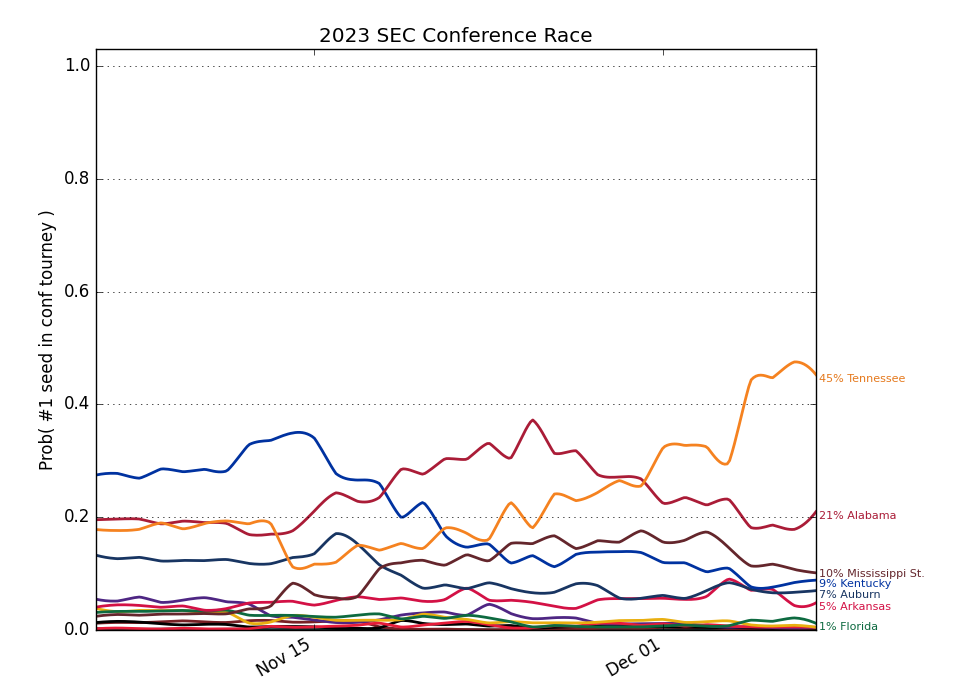 2023 SEC Conference Race
Prob( #1 seed in conf tourney )
1.0
0.8
0.6
0.4
0.2
0.0
Nov 15
Dec 01
45% Tennessee
21% Alabama
10% Mississippi St.
9% Kentucky
7% Auburn
5% Arkansas
1% Florida